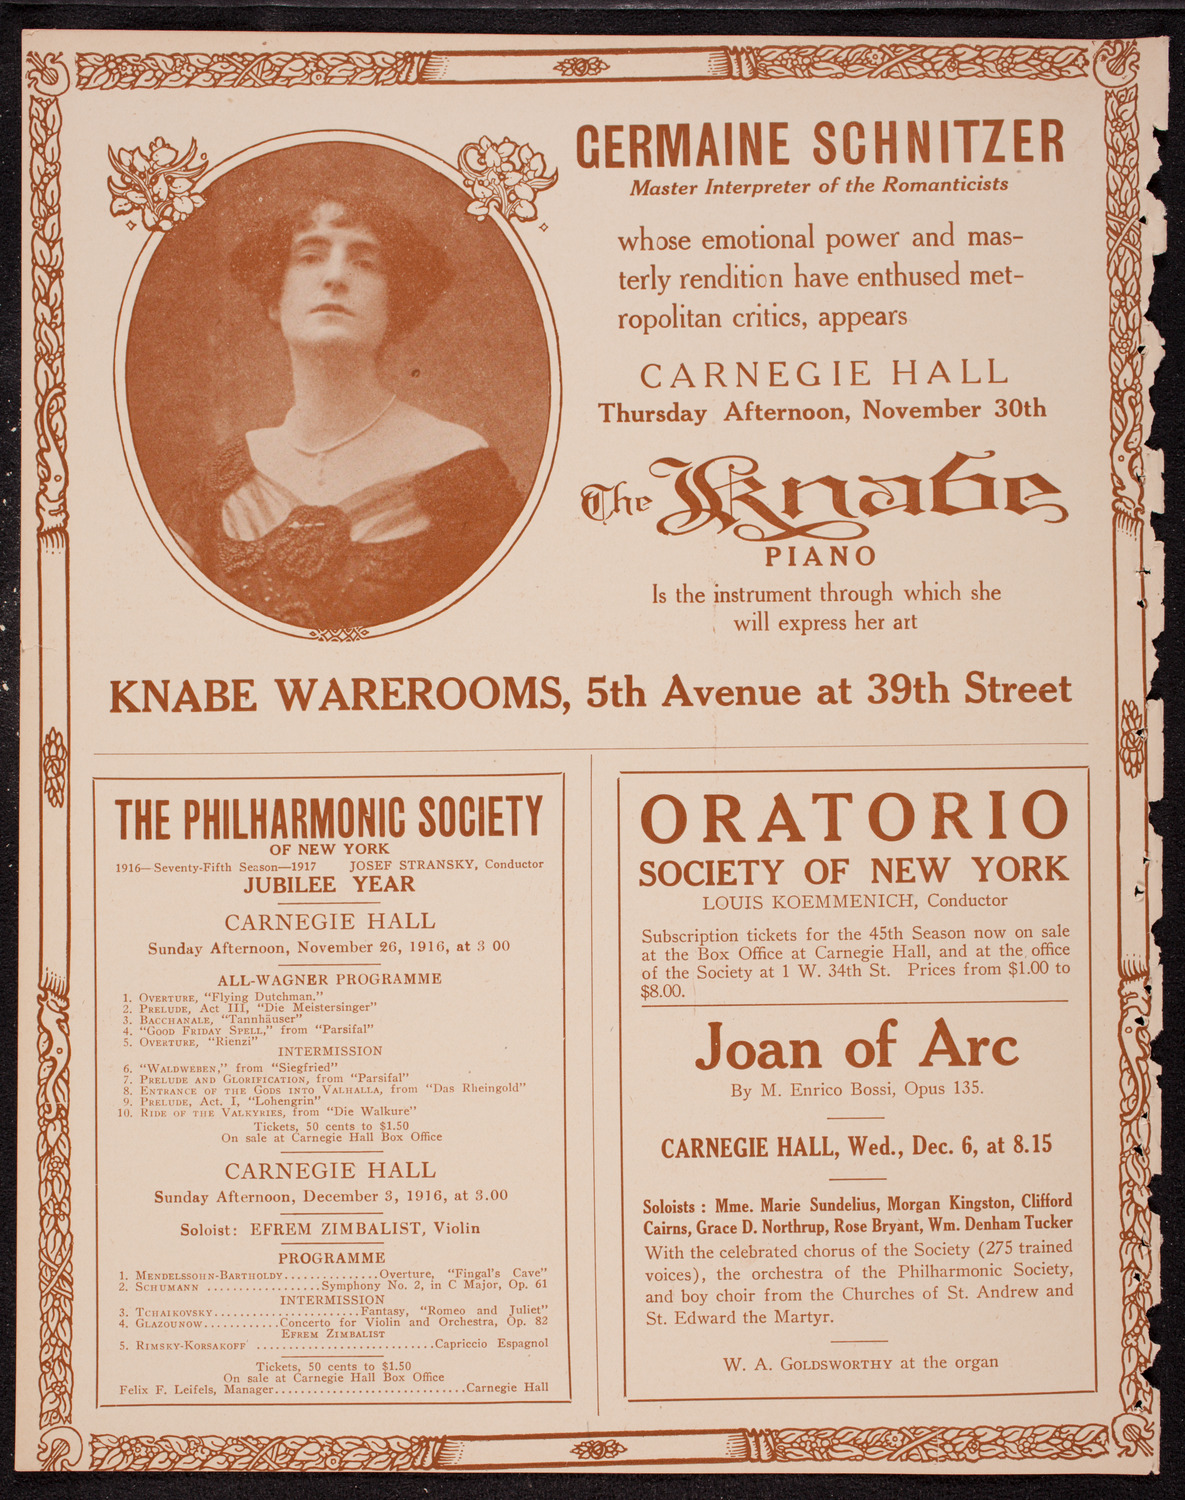 GERMAINE SCHNITZER
Master Interpreter of the Romanticists
whose emotional power and mas-
terly rendition have enthused met-
ropolitan critics, appears
CARNEGIE HALL
Thursday Afternoon, November 30th
The Knabe
PIANO
Is the instrument through which she
will express her art
KNABE WAREROOMS, 5th Avenue at 39th Street
THE PHILHARMONIC SOCIETY
OF NEW YORK
1916—Seventy-Fifth Season—1917 JOSEF STRANSKY, Conductor
JUBILEE YEAR
CARNEGIE HALL
Sunday Afternoon, November 26, 1916, at 3 00
ALL-WAGNER PROGRAMME
1. OVERTURE, "Flying Dutchman."
2. PRELUDE, Act III, "Die Meistersinger"
3. BACCHANALE, "Tannhäuser"
4. "GOOD FRIDAY SPELL," from "Parsifal"
5. OVERTURE, "Rienzi"
INTERMISSION
6. "WALDWEBEN," from "Siegfried"
7. PRELUDE AND GLORIFICATION, from "Parsifal"
8. ENTRANCE OF THE GODS INTO VALHALLA, from "Das Rheingold"
9. PRELUDE, Act. I, "Lohengrin"
10. RIDE OF THE VALKYRIES, from "Die Walkure"
Tickets, 50 cents to $1.50
On sale at Carnegie Hall Box Office
CARNEGIE HALL
Sunday Afternoon, December 3, 1916, at 3.00
Soloist: EFREM ZIMBALIST, Violin
PROGRAMME
1. MENDELSSOHN-BARTHOLDY...............Overture, "Fingal's Cave"
2. SCHUMANN ..................Symphony No. 2, in C Major, Op. 61
INTERMISSION
3. TCHAIKOVSKY.......................Fantasy, "Romeo and Juliet"
4. GLAZOUNOW............Concerto for Violin and Orchestra, Op. 82
EFREM ZIMBALIST
5. RIMSKY-KORSAKOFF ............................Capriccio Espagnol
Tickets, 50 cents to $1.50
On sale at Carnegie Hall Box Office
Felix F. Leifels, Manager..............................Carnegie Hall
ORATORIO
SOCIETY OF NEW YORK
LOUIS KOEMMENICH, Conductor
Subscription tickets for the 45th Season now on sale
at the Box Office at Carnegie Hall, and at the office
of the Society at 1 W. 34th St. Prices from $1.00 to
$8.00.
Joan of Arc
By M. Enrico Bossi, Opus 135.
CARNEGIE HALL, Wed., Dec. 6, at 8.15
Soloists : Mme. Marie Sundelius, Morgan Kingston, Clifford
Cairns, Grace D. Northrup, Rose Bryant, Wm. Denham Tucker
With the celebrated chorus of the Society (275 trained
voices), the orchestra of the Philharmonic Society,
and boy choir from the Churches of St. Andrew and
St. Edward the Martyr.
W. A. GOLDSWORTHY at the organ